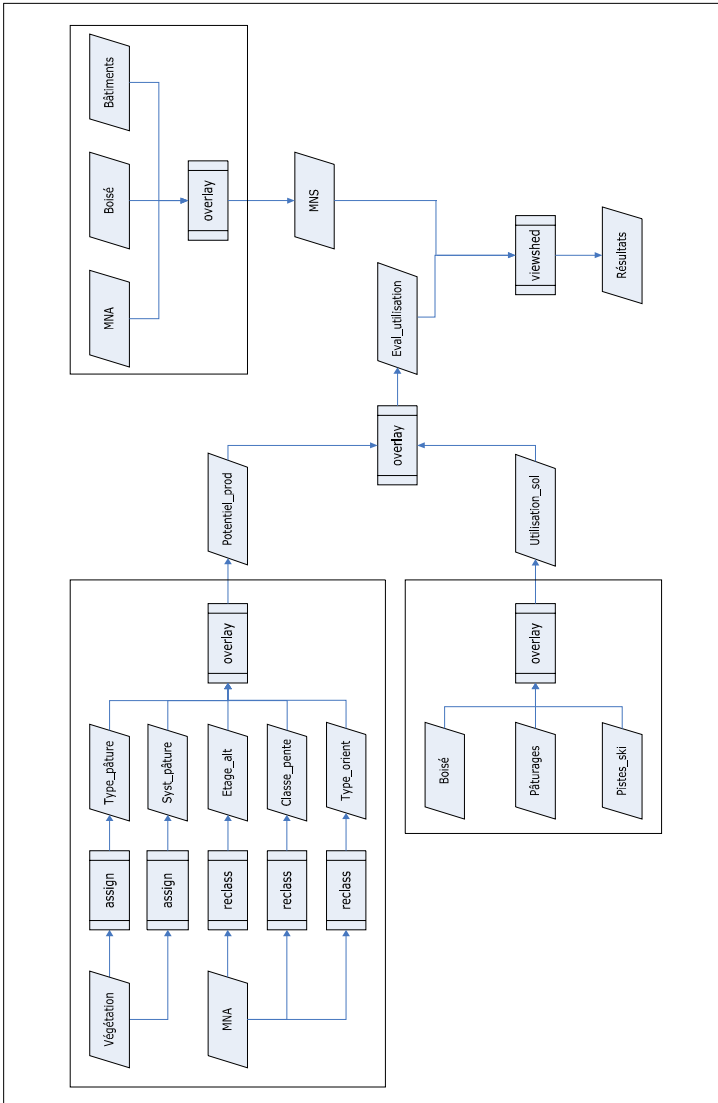 Végétation
MNA
assign
assign
reclass
reclass
reclass
Type_pâture
Syst_pâture
Etage_alt
Classe_pente
Type_orient
overlay
Potentiel_prod
Boisé
Pâturages
Pistes_ski
overlay
Utilisation_sol
overlay
Eval_utilisation
MNA
Boisé
Bâtiments
overlay
MNS
viewshed
Résultats